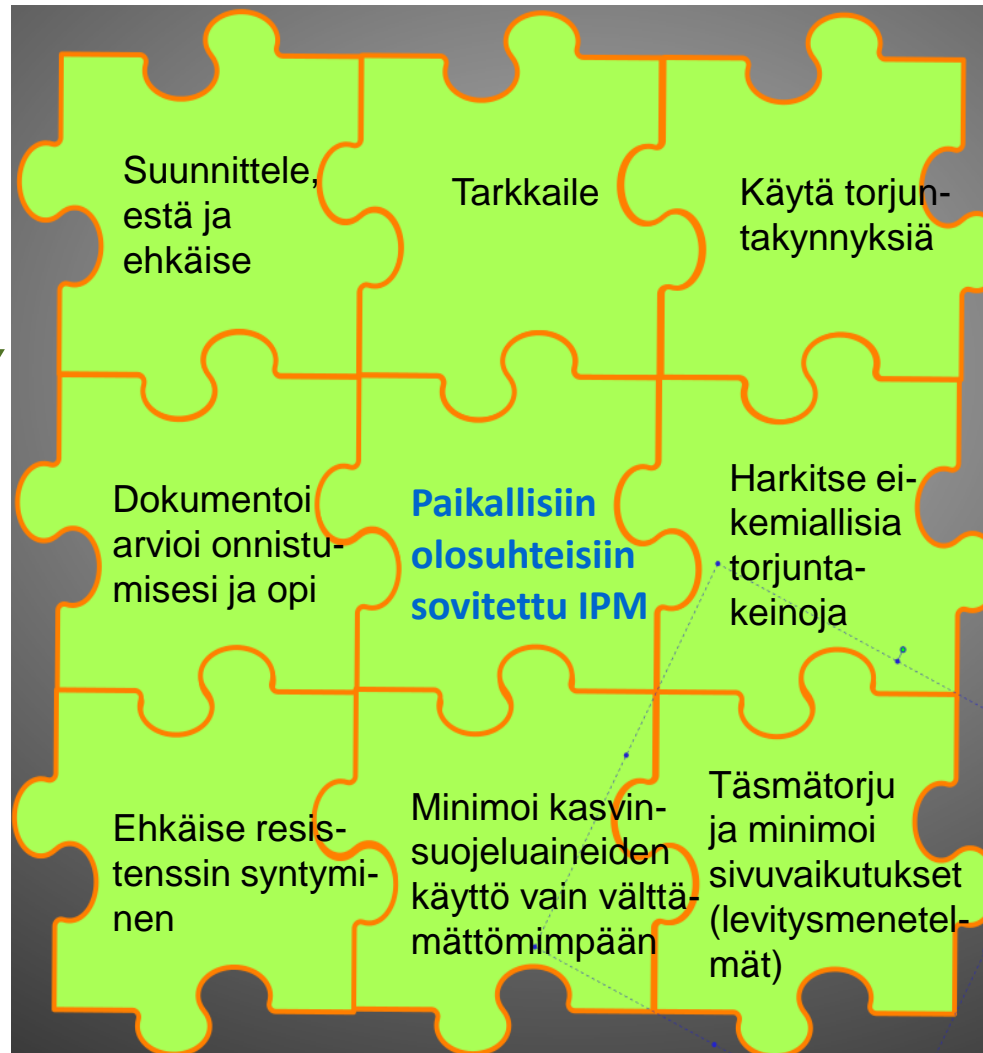 Suunnittele,
estä ja
ehkäise
Tarkkaile
Käytä torjun-
takynnyksiä
Dokumentoi
arvioi onnistu-
misesi ja opi
Paikallisiin
olosuhteisiin
sovitettu IPM
Harkitse ei-
kemiallisia
torjunta-
keinoja
Ehkäise resis-
tenssin syntymi-
nen
Minimoi kasvin-
suojeluaineiden
käyttö vain välttä-
mättömimpään
Täsmätorju
ja minimoi
sivuvaikutukset
(levitysmenetel-
mät)